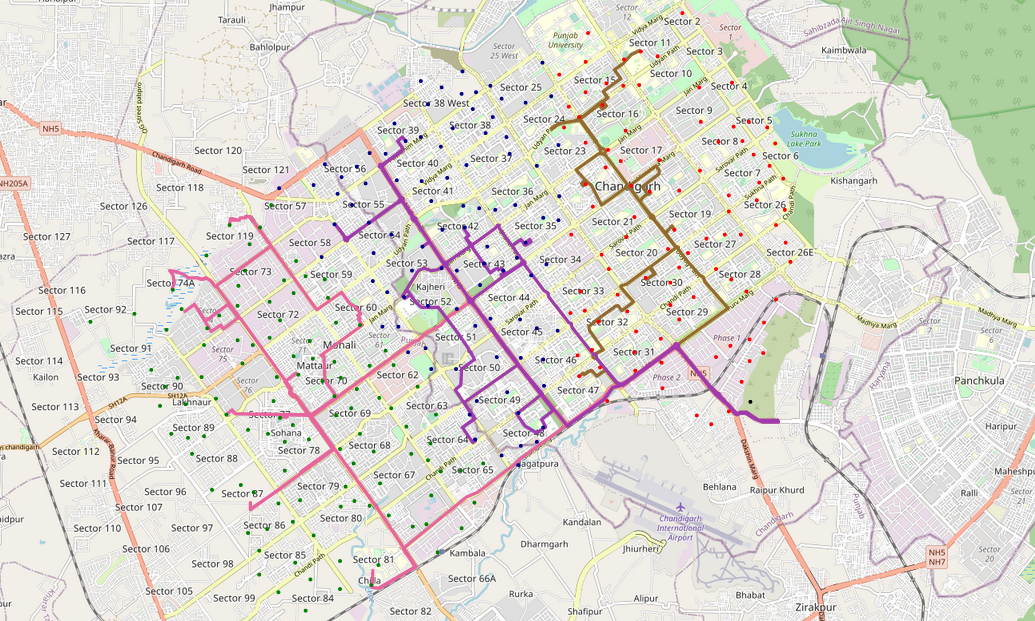 Jhampur
Tarauli
Bahlolpur
NH5
Chandigarh Road
NH205A
Sector 120
Sector 121
Sector 118
Sector 126
Sector 127
Sector 117
Sector 116
Sector 115
Sector 114
Sector 113
Sector 112
Sector 111
Sector 110
Sector 119
Sector 57
Sector 58
Sector 59
Sector 73
Sector 74A
Sector 72
Sector 60
Sector
61
Mohali
Mattaur
Sector 70
Sector 62
Sector
75
Sector
76
Sector 77
Sector 69
Sohana
Sector 78
Sector 68
Sector 67
Sector 79
Sector 80
Sector 87
Sector 86
Sector 85
Sector 81
Sector 84
Sector 82
Sector 99
Sector 98
Sector 97
Sector 96
Sector 95
Sector 94
Sector 93
Sector 92
Sector 91
Sector 90
Sector 89
Sector 88
Sector 105
Sector 106
Sector 107
Kailon
Lakhnaur
SH12A
SH12A
Chilla
Chandi Path
Sector
12
Sector 2
Sector
1
Punjab
University
Vidya Marg
Sector 11
Udyan Path
Sector 3
Sector
25 West
Sector 25
Sector 15
Sector 10
Jan Marg
Sector 4
Sector 38 West
Sector 38
Sector 39
Sector 24
Sector 16
Sector 9
Sector 5
Sector 8
Sector 6
Sector 7
Sector 17
Sector 23
Sector 37
Sector 40
Sector 56
Sector 41
Sector 36
Sector 55
Sector 54
Sector 42
Sector 35
Chandigarh
Sector 21
Sector 19
Sector 26
Sector 26E
Sector 27
Sector 28
Sector 20
Sector 30
Sector 29
Sector 34
Sector 33
Sector 32
Sector 31
Sector 43
Sector 44
Sector 45
Sector 46
Sector 47
Sector 48
Sector 49
Sector 50
Sector 51
Sector 52
Sector 53
Kajheri
Sector 63
Sector 64
Sector 65
Jagatpura
Phase 1
Phase 2
NH5
Sukhna
Lake Park
Kaimbwala
Kishangarh
Sahibzada Ajit Singh Nagar
Madhya Marg
Madhya Marg
Panchkula
Haripur
Maheshpur
Ralli
Sector
21
Sector
20
NH5
NH7
Dakshin Marg
Behlana
Raipur Khurd
Chandigarh
International
Airport
Chandigarh
Panchkula
Kandalan
Dharmgarh
Jhiurheri
Kambala
Sector 66A
Rurka
Alipur
Shafipur
Bhabat
Zirakpur